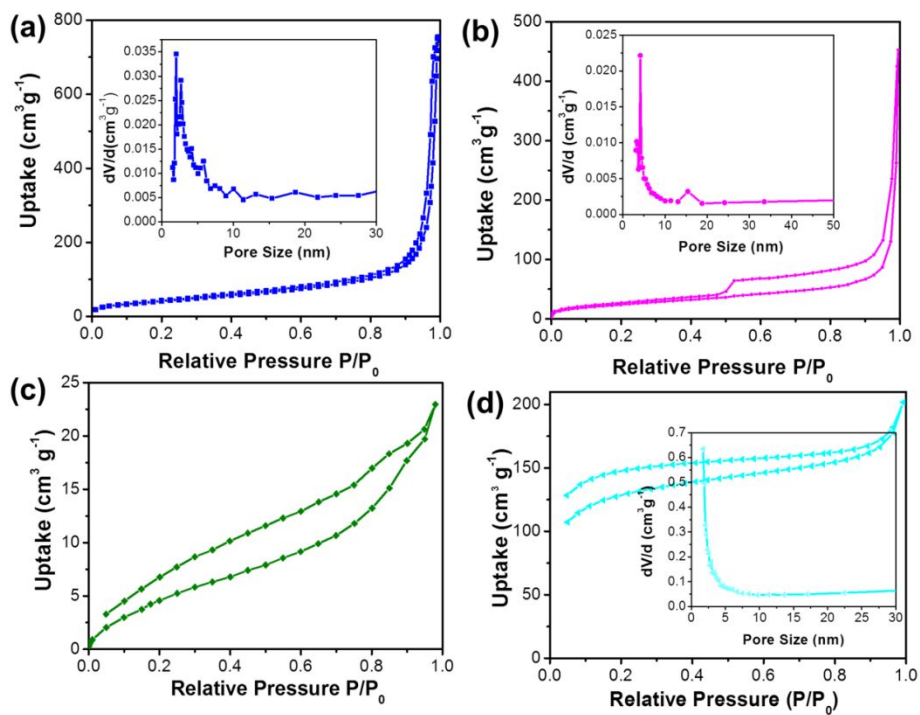 (a)
800
600
400
200
0
Uptake (cm³g⁻¹)
0.0 0.2 0.4 0.6 0.8 1.0
Relative Pressure P/P₀
0.035
0.030
0.025
0.020
0.015
0.010
0.005
0.000
dV/d(cm³g⁻¹)
0 10 20 30
Pore Size (nm)
(b)
500
400
300
200
100
0
Uptake (cm³g⁻¹)
0.0 0.2 0.4 0.6 0.8 1.0
Relative Pressure P/P₀
0.025
0.020
0.015
0.010
0.005
0.000
dV/d (cm³g⁻¹)
0 10 20 30 40 50
Pore Size (nm)
(c)
25
20
15
10
5
0
Uptake (cm³ g⁻¹)
0.0 0.2 0.4 0.6 0.8 1.0
Relative Pressure P/P₀
(d)
200
150
100
50
0
Uptake (cm³ g⁻¹)
0.0 0.2 0.4 0.6 0.8 1.0
Relative Pressure (P/P₀)
0.7
0.6
0.5
0.4
0.3
0.2
0.1
0.0
dV/d (cm³g⁻¹)
0 5 10 15 20 25 30
Pore Size (nm)